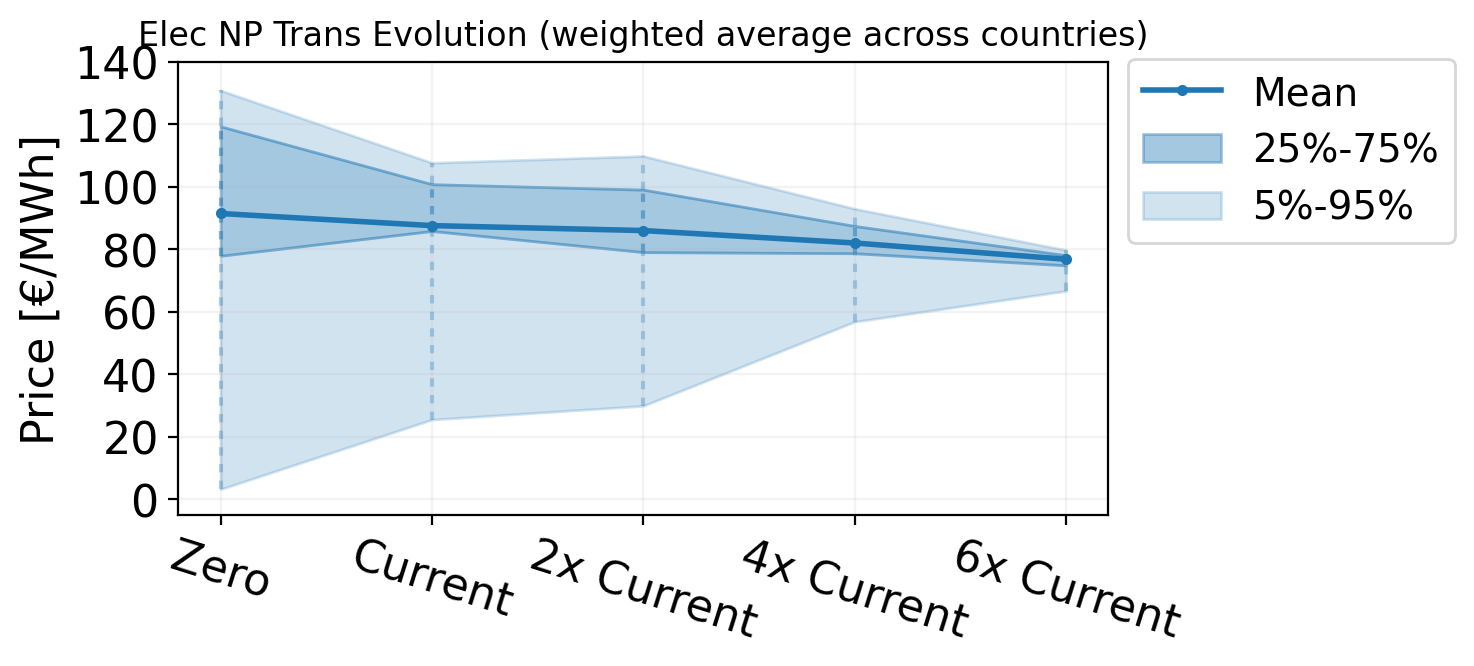 Elec NP Trans Evolution (weighted average across countries)
140
120
100
80
60
40
20
0
Price [€/MWh]
Zero
Current
2x Current
4x Current
6x Current
Mean
25%-75%
5%-95%